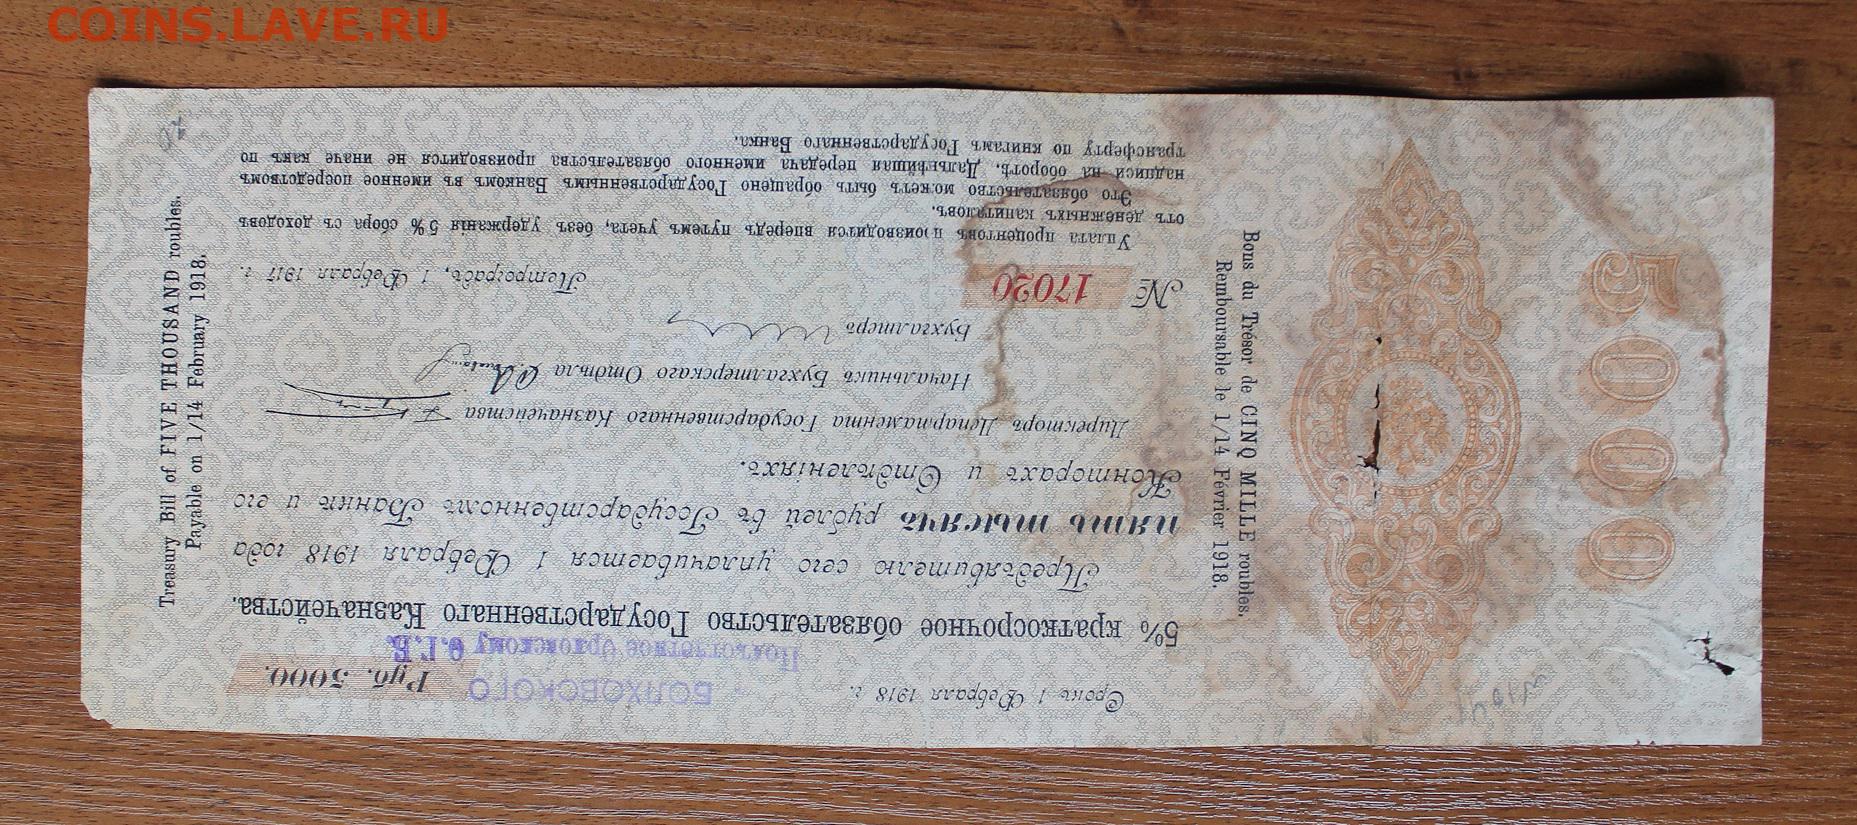 COINS.LAVE.RU
5000
Bons du Trésor de CINQ MILLE roubles.
Remboursable le 1/14 Février 1918.
Срокъ 1 Февраля 1918 г.
БОЛХОВСКОГО
Руб. 5000.
Подотчетное Орловскому О.Г.Б.
5% краткосрочное обязательство Государственнаго Казначейства.
Предъявителю сего уплачивается 1 Февраля 1918 года
пять тысячъ рублей въ Государственномъ Банкѣ и его
Конторахъ и Отдѣленіяхъ.
Директоръ Департамента Государственнаго Казначейства
Начальникъ Бухгалтерскаго Отдѣла
Бухгалтеръ
№ 17020
Петроградъ, 1 Февраля 1917 г.
Уплата процентовъ производится впередъ путемъ учета, безъ удержанія 5% сбора съ доходовъ
отъ денежныхъ капиталовъ.
Это обязательство можетъ быть обращено Государственнымъ Банкомъ въ именное посредствомъ
надписи на оборотѣ. Дальнѣйшая передача именного обязательства производится не иначе какъ по
трансферту по книгамъ Государственнаго Банка.
Treasury Bill of FIVE THOUSAND roubles.
Payable on 1/14 February 1918.